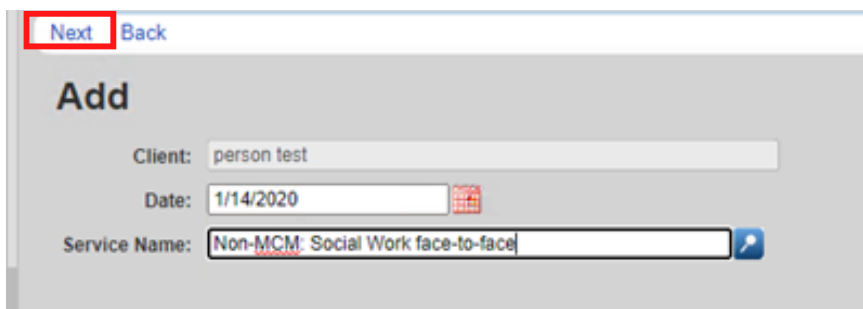 Next Back
Add
Client: person test
Date: 1/14/2020
Service Name: Non-MCM: Social Work face-to-face